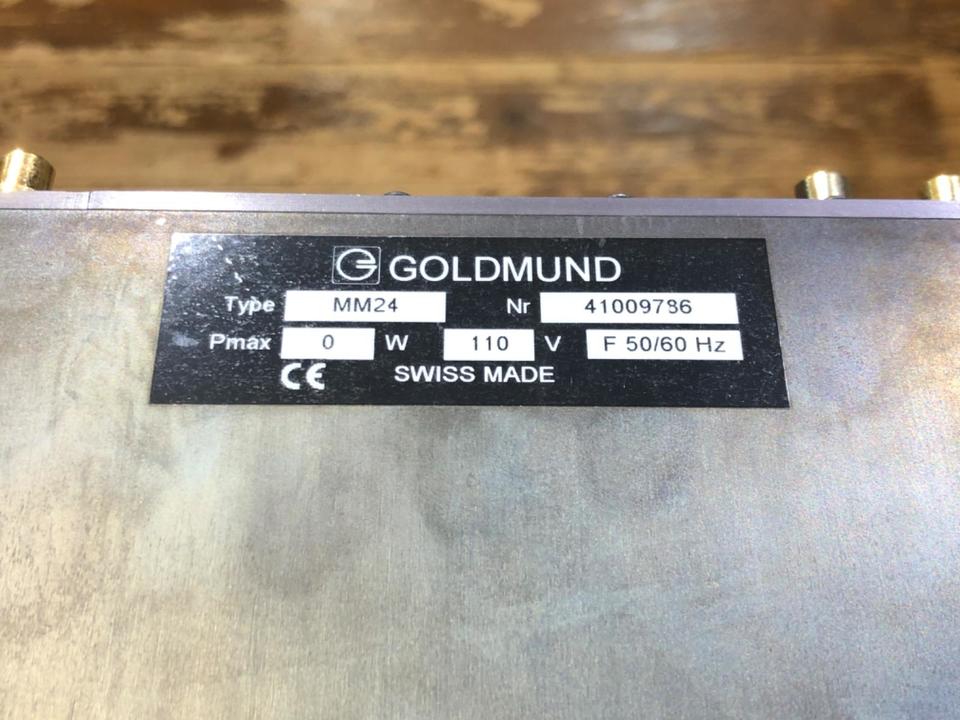 GOLDMUND
Type MM24 Nr 41009786
Pmax 0 W 110 V F 50/60 Hz
CE SWISS MADE